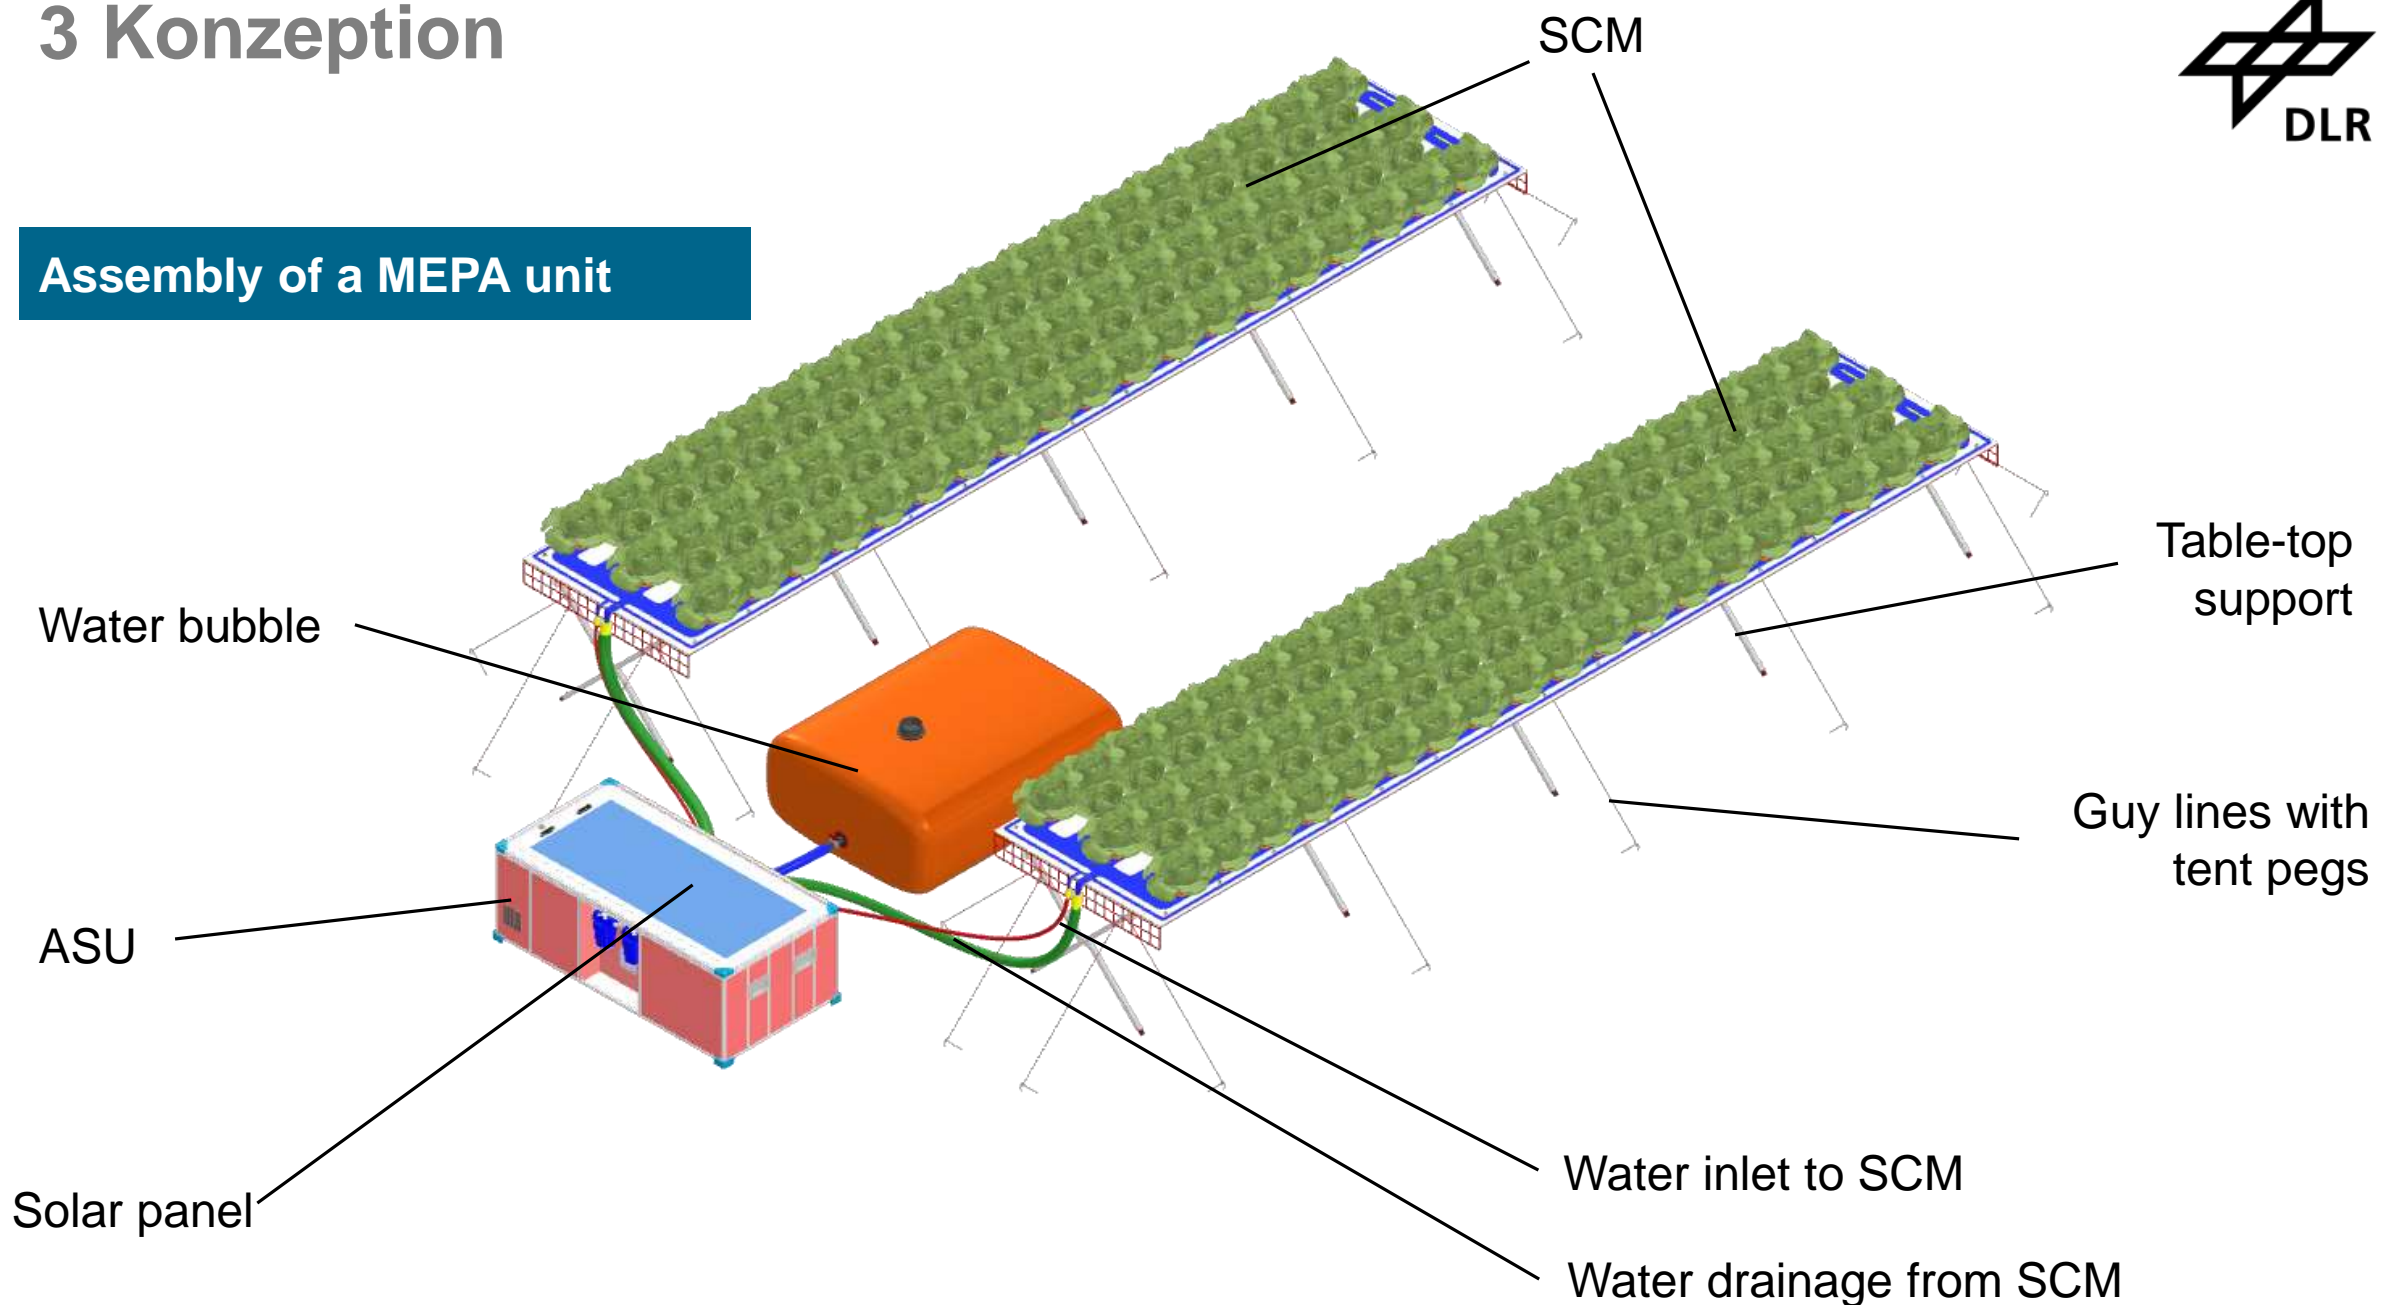 3 Konzeption
SCM
DLR
Assembly of a MEPA unit
Table-top
support
Water bubble
Guy lines with
tent pegs
ASU
Water inlet to SCM
Solar panel
Water drainage from SCM